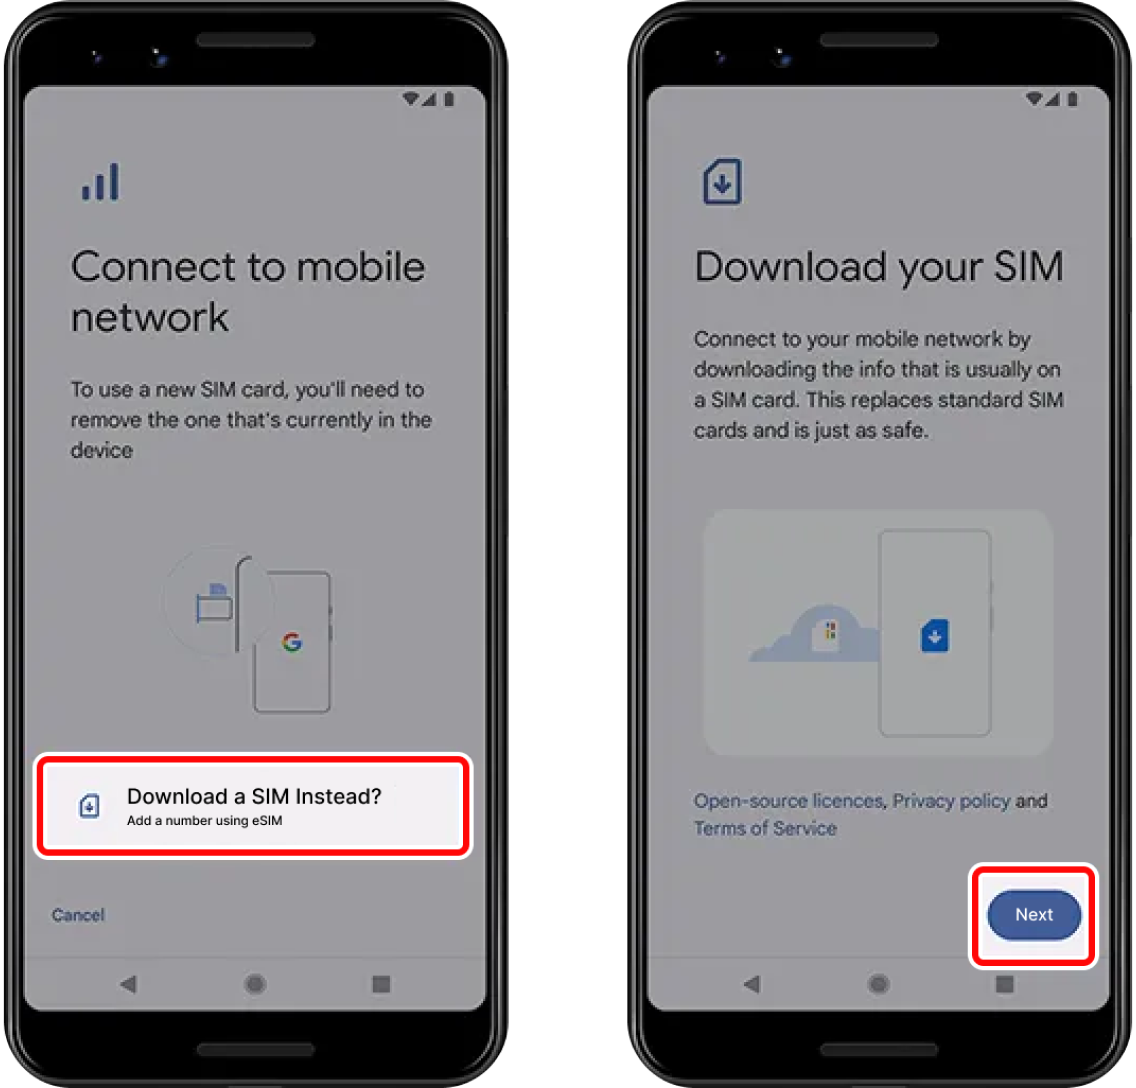 Connect to mobile
network
To use a new SIM card, you'll need to
remove the one that's currently in the
device
Download a SIM Instead?
Add a number using eSIM
Cancel
Download your SIM
Connect to your mobile network by
downloading the info that is usually on
a SIM card. This replaces standard SIM
cards and is just as safe.
Open-source licences, Privacy policy and
Terms of Service
Next